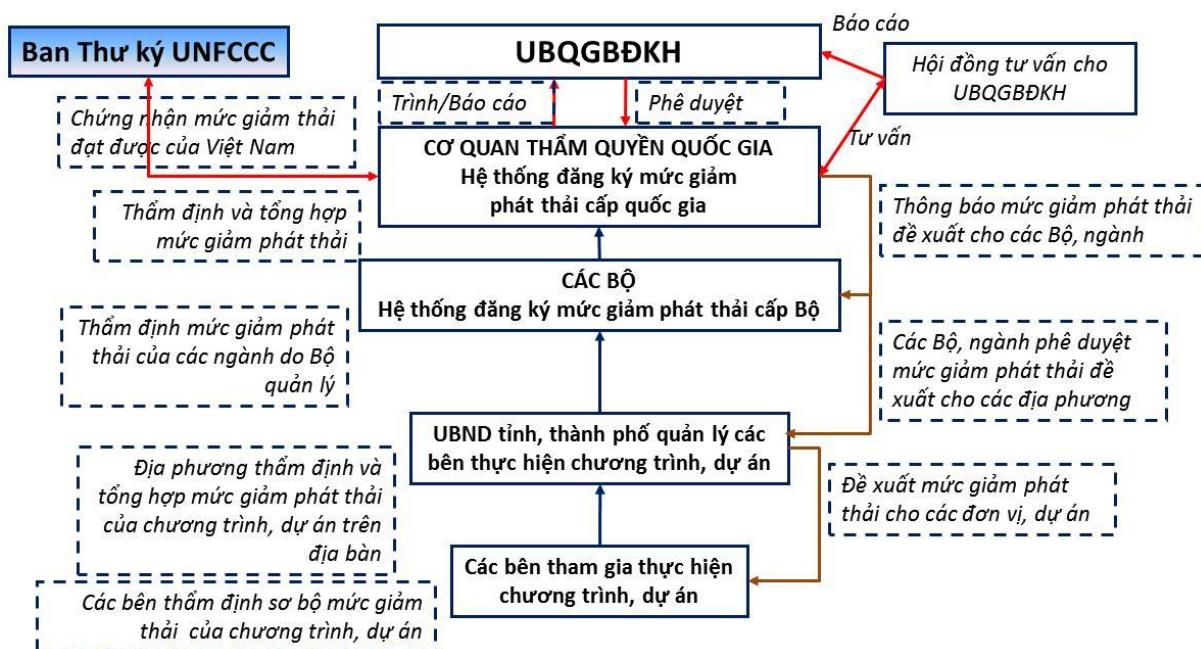 Ban Thư ký UNFCCC
UBQGBĐKH
Báo cáo
Hội đồng tư vấn cho
UBQGBĐKH
Chứng nhận mức giảm thải
đạt được của Việt Nam
Trình/Báo cáo
Phê duyệt
Tư vấn
CƠ QUAN THẨM QUYỀN QUỐC GIA
Hệ thống đăng ký mức giảm
phát thải cấp quốc gia
Thẩm định và tổng hợp
mức giảm phát thải
Thông báo mức giảm phát thải
đề xuất cho các Bộ, ngành
CÁC BỘ
Hệ thống đăng ký mức giảm phát thải cấp Bộ
Thẩm định mức giảm phát
thải của các ngành do Bộ
quản lý
Các Bộ, ngành phê duyệt
mức giảm phát thải đề
xuất cho các địa phương
UBND tỉnh, thành phố quản lý các
bên thực hiện chương trình, dự án
Địa phương thẩm định và
tổng hợp mức giảm phát thải
của chương trình, dự án trên
địa bàn
Đề xuất mức giảm phát
thải cho các đơn vị, dự án
Các bên tham gia thực hiện
chương trình, dự án
Các bên thẩm định sơ bộ mức giảm
thải của chương trình, dự án